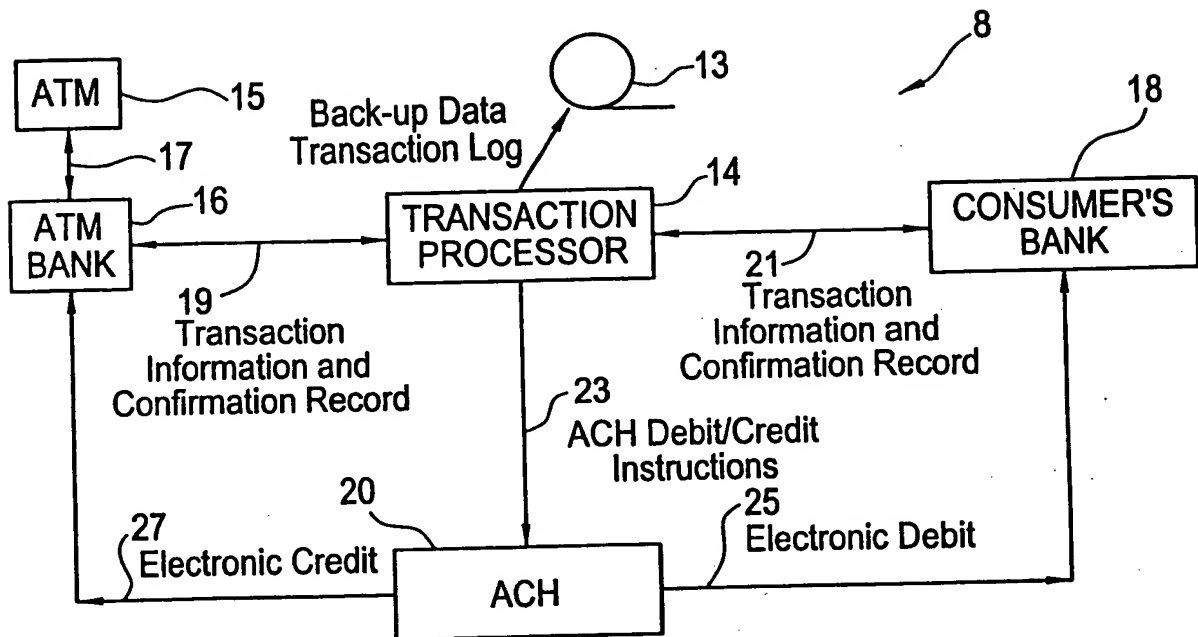 8
13
ATM
15
18
Back-up Data
Transaction Log
17
16
14
ATM
BANK
TRANSACTION
PROCESSOR
CONSUMER'S
BANK
19
Transaction
Information and
Confirmation Record
21
Transaction
Information and
Confirmation Record
23
ACH Debit/Credit
Instructions
20
27
Electronic Credit
25
Electronic Debit
ACH